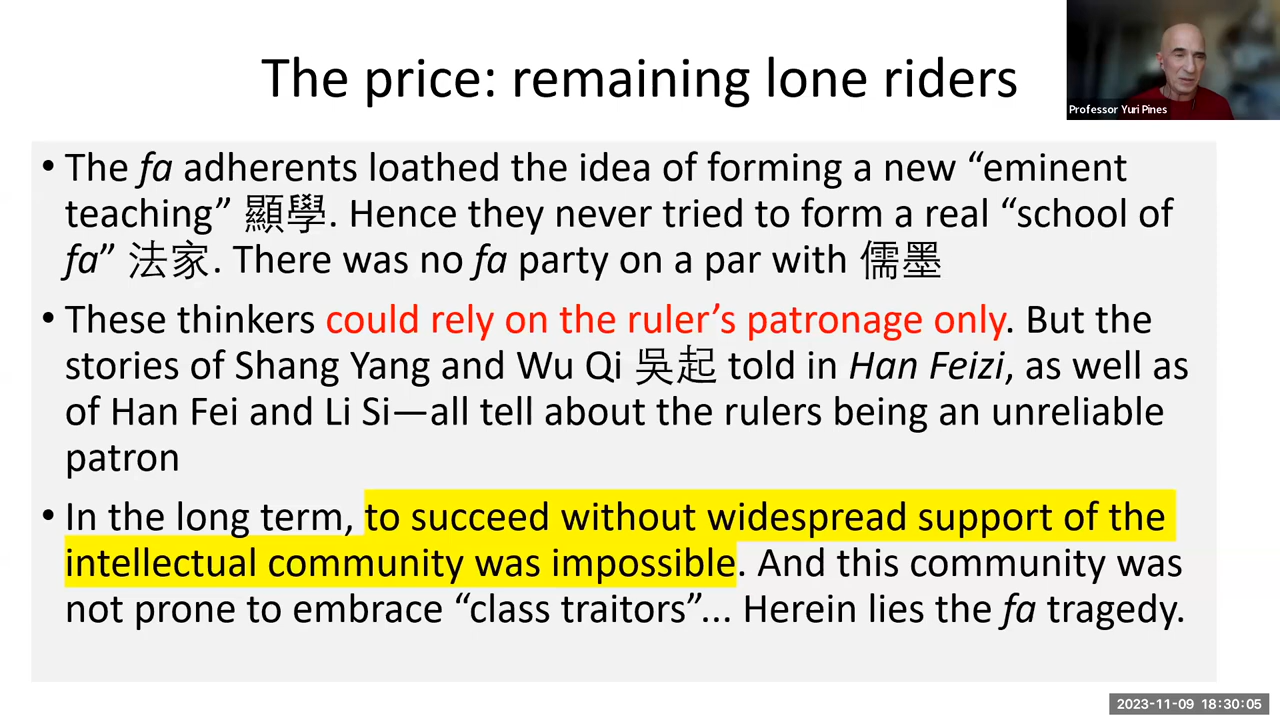 The price: remaining lone riders
Professor Yuri Pines
• The fa adherents loathed the idea of forming a new “eminent
teaching” 顯學. Hence they never tried to form a real “school of
fa” 法家. There was no fa party on a par with 儒墨
• These thinkers could rely on the ruler’s patronage only. But the
stories of Shang Yang and Wu Qi 吳起 told in Han Feizi, as well as
of Han Fei and Li Si—all tell about the rulers being an unreliable
patron
• In the long term, to succeed without widespread support of the
intellectual community was impossible. And this community was
not prone to embrace “class traitors”... Herein lies the fa tragedy.
2023-11-09 18:30:05